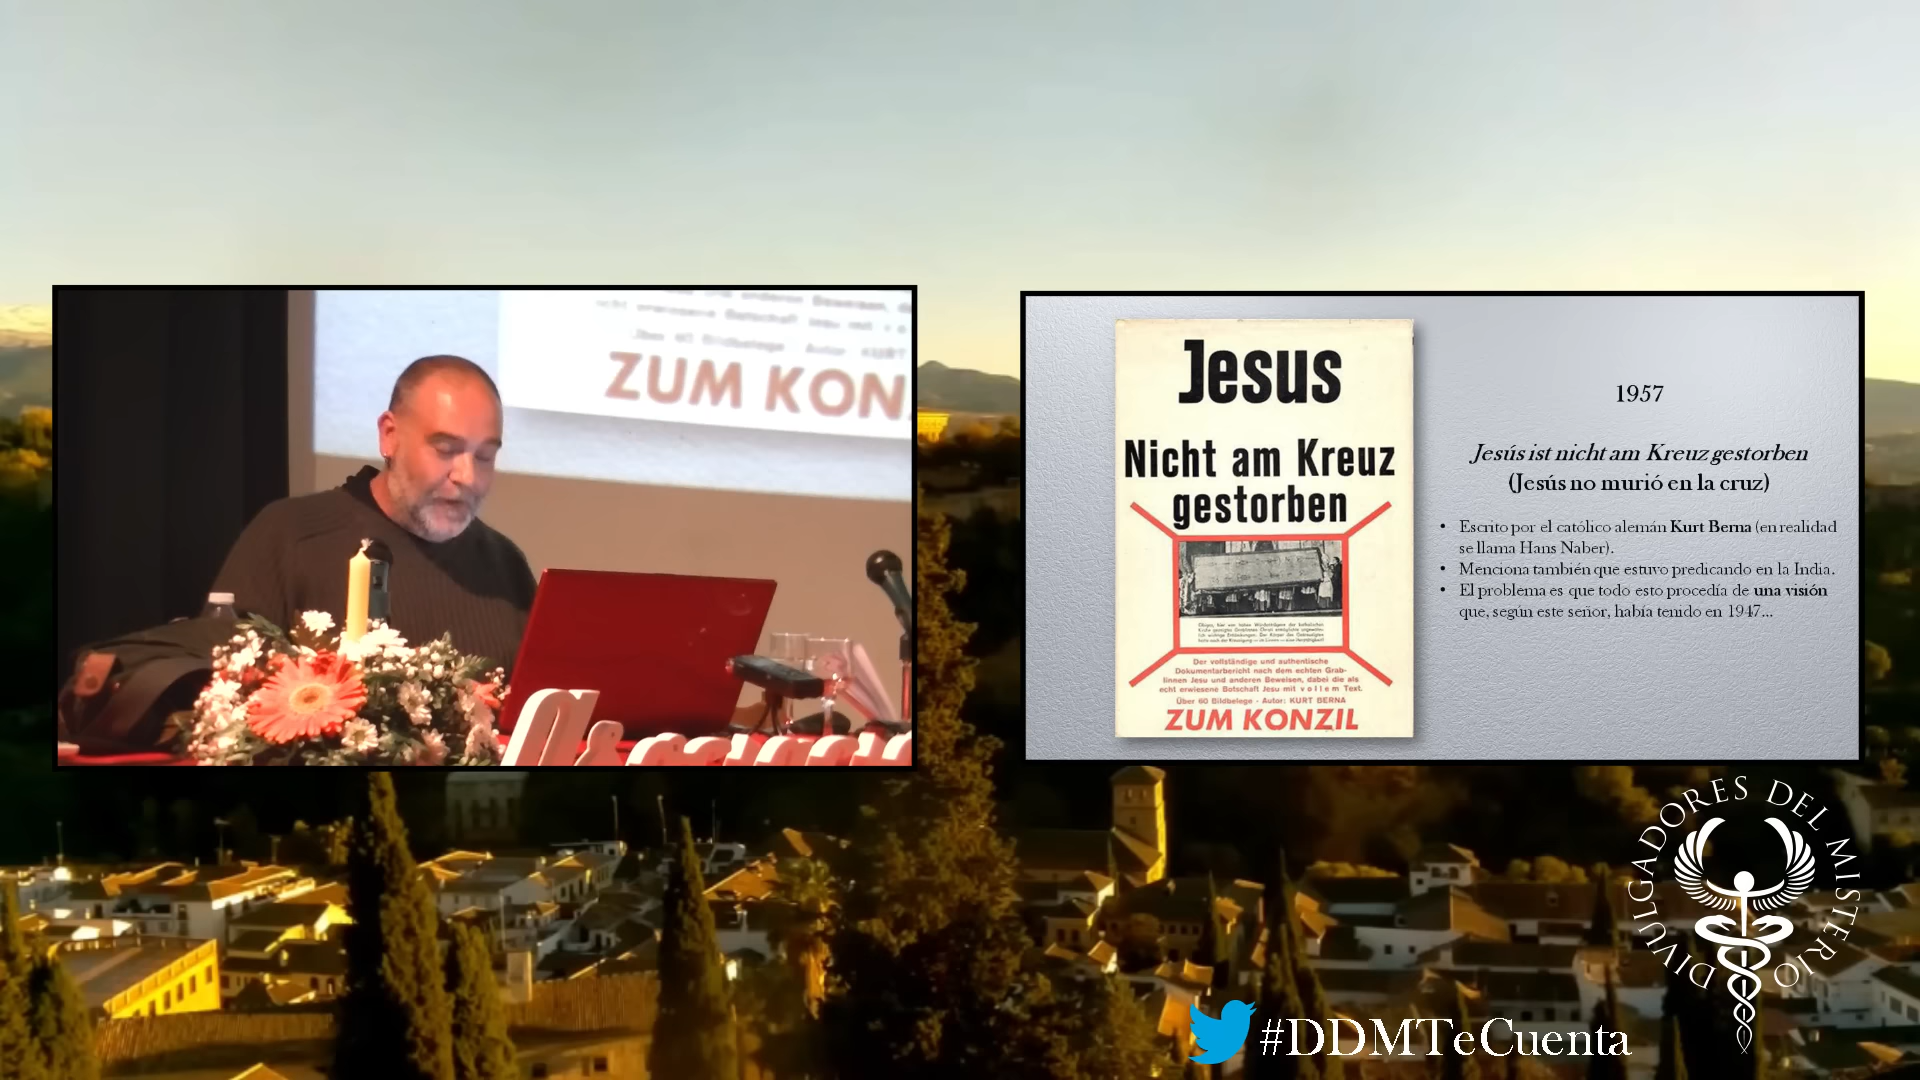 ZUM KON
Jesus
Nicht am Kreuz
gestorben
Der vollständige und authentische
Dokumentarbericht nach dem echten Grab-
linnen Jesu und anderen Beweisen, dabei die als
echt erwiesene Botschaft Jesu mit vollem Text.
Über 60 Bildbelege - Autor: KURT BERNA
ZUM KONZIL
1957
Jesús ist nicht am Kreuz gestorben
(Jesús no murió en la cruz)
• Escrito por el católico alemán Kurt Berna (en realidad
se llama Hans Naber).
• Menciona también que estuvo predicando en la India.
• El problema es que todo esto procedía de una visión
que, según este señor, había tenido en 1947...
DIVULGADORES DEL MISTERIO
#DDMTeCuenta